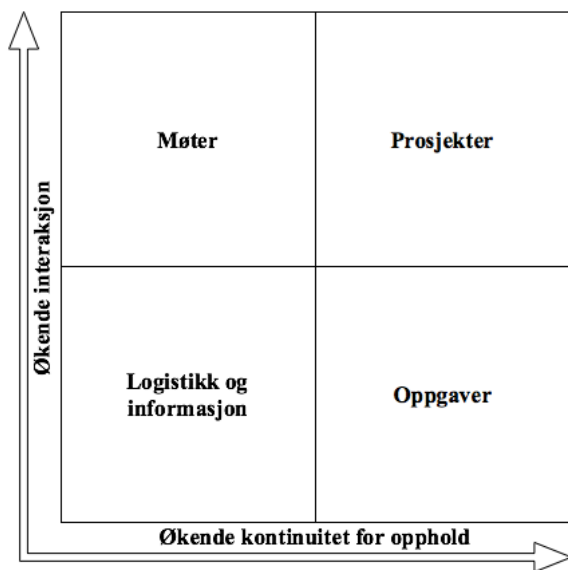 Møter
Prosjekter
Økende interaksjon
Logistikk og
informasjon
Oppgaver
Økende kontinuitet for opphold